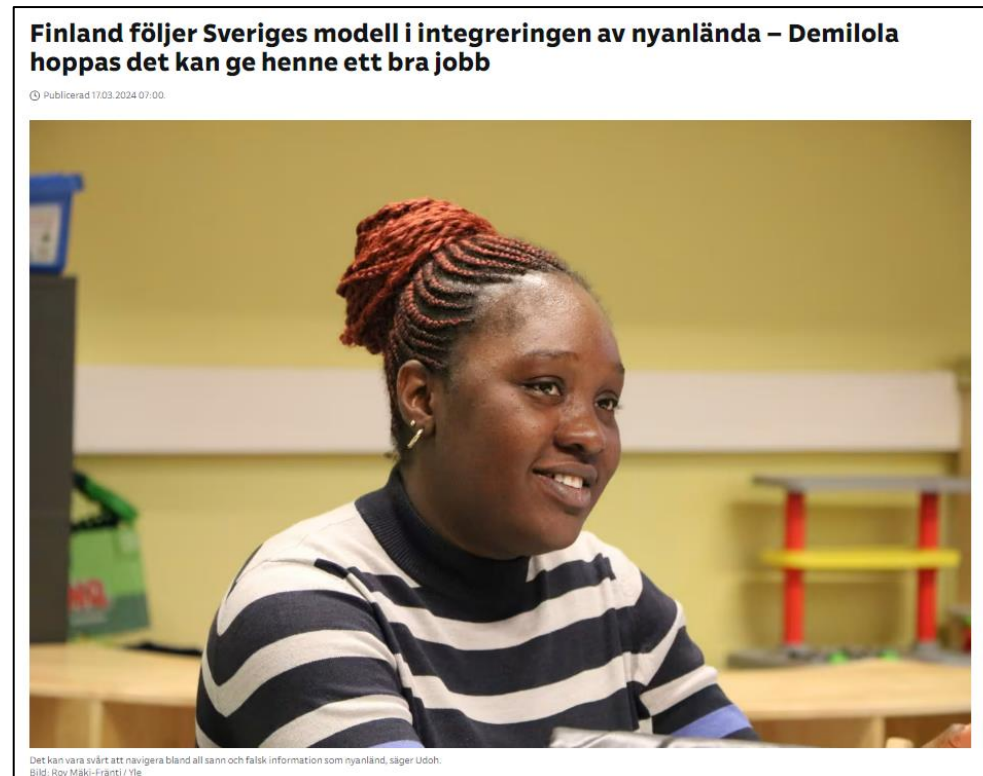 Finland följer Sveriges modell i integreringen av nyanlända – Demilola
hoppas det kan ge henne ett bra jobb
Publicerad 17.03.2024 07:00.
Det kan vara svårt att navigera bland all sann och falsk information som nyanländ, säger Udoh.
Bild: Roy Mäki-Fränti / Yle